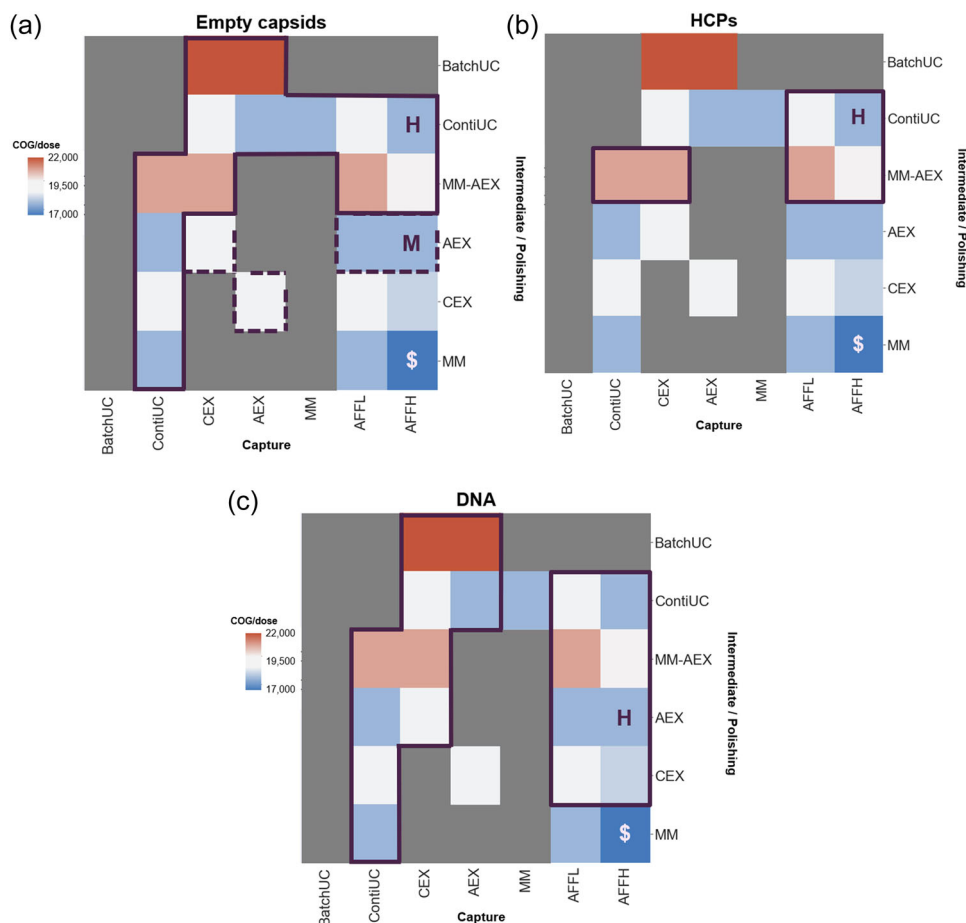 (a)
Empty capsids
BatchUC
ContiUC
MM-AEX
AEX
CEX
MM
H
M
$
COG/dose
22,000
19,500
17,000
Intermediate / Polishing
BatchUC
ContiUC
CEX
AEX
MM
AFFL
AFFH
Capture
(b)
HCPs
BatchUC
ContiUC
MM-AEX
AEX
CEX
MM
H
$
Intermediate / Polishing
BatchUC
ContiUC
CEX
AEX
MM
AFFL
AFFH
Capture
(c)
DNA
BatchUC
ContiUC
MM-AEX
AEX
CEX
MM
H
$
COG/dose
22,000
19,500
17,000
Intermediate / Polishing
BatchUC
ContiUC
CEX
AEX
MM
AFFL
AFFH
Capture